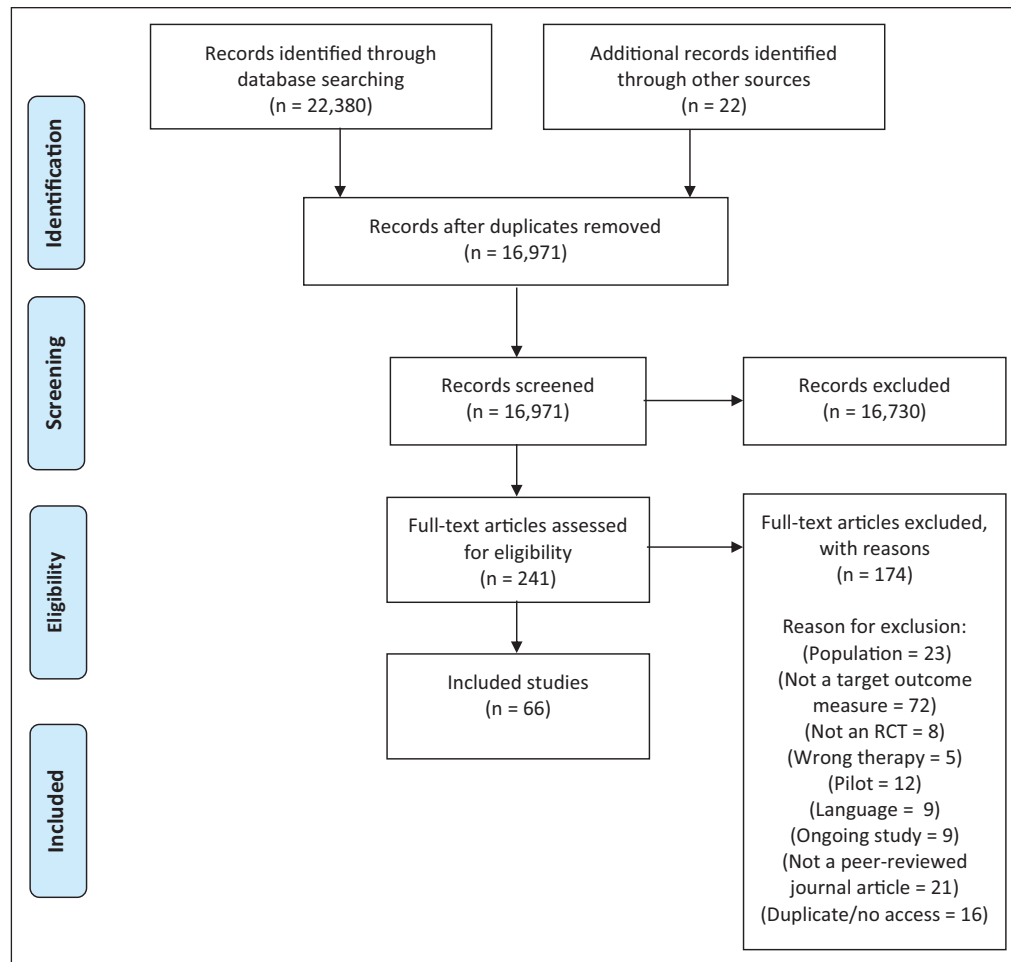 Records identified through
database searching
(n = 22,380)
Additional records identified
through other sources
(n = 22)
Identification
Records after duplicates removed
(n = 16,971)
Screening
Records screened
(n = 16,971)
Records excluded
(n = 16,730)
Eligibility
Full-text articles assessed
for eligibility
(n = 241)
Full-text articles excluded,
with reasons
(n = 174)
Reason for exclusion:
(Population = 23)
(Not a target outcome
measure = 72)
(Not an RCT = 8)
(Wrong therapy = 5)
(Pilot = 12)
(Language =  9)
(Ongoing study = 9)
(Not a peer-reviewed
journal article = 21)
(Duplicate/no access = 16)
Included studies
(n = 66)
Included